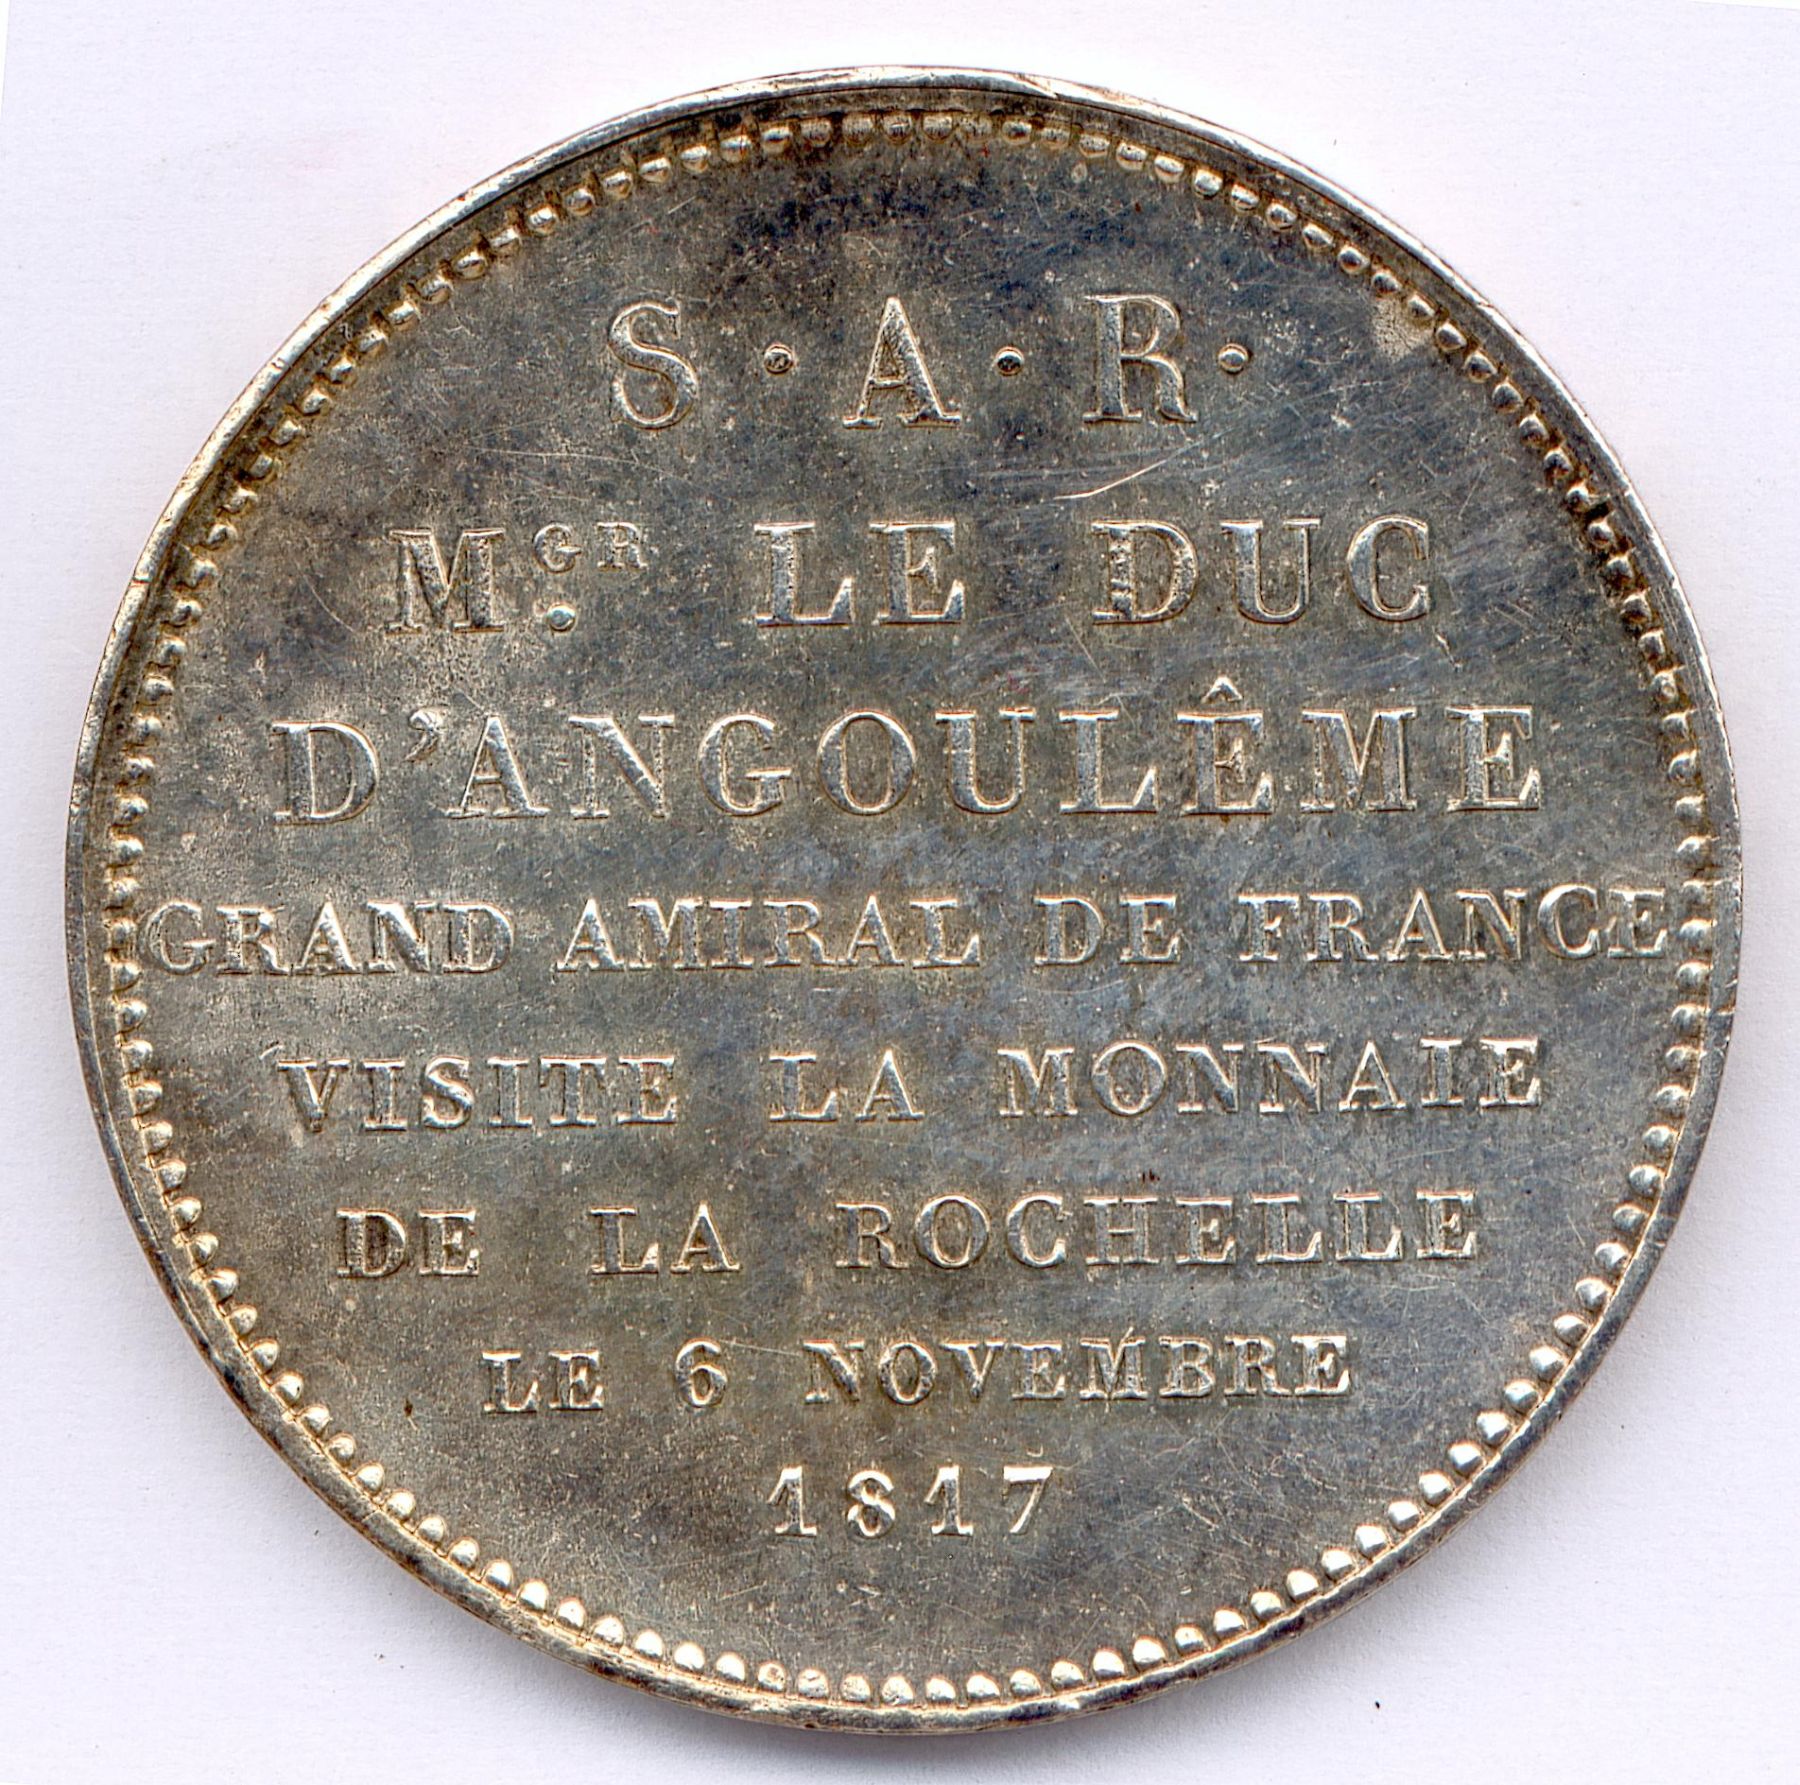 S·A·R·
MGR. LE DUC
D'ANGOULÊME
GRAND AMIRAL DE FRANCE
VISITE LA MONNAIE
DE LA ROCHELLE
LE 6 NOVEMBRE
1817